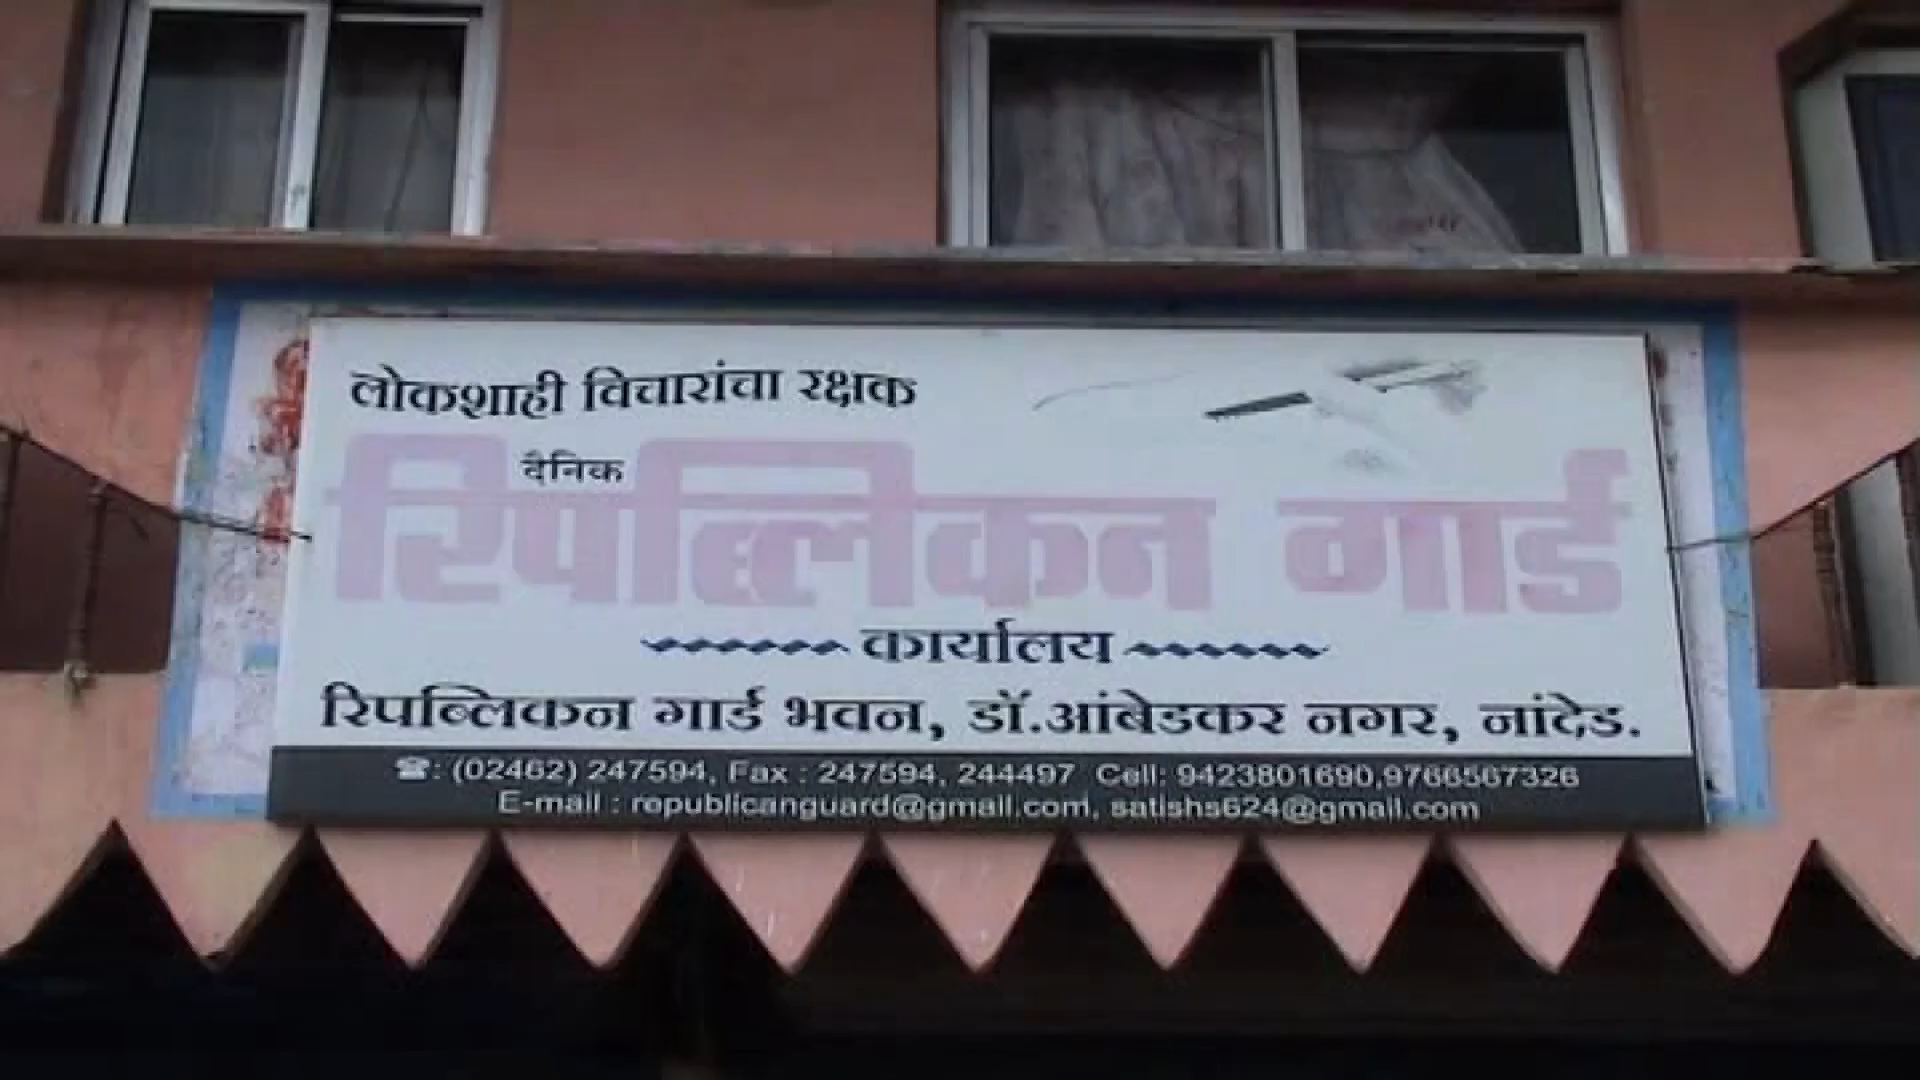 लोकशाही विचारांचा रक्षक
दैनिक
रिपब्लिकन गार्ड
कार्यालय
रिपब्लिकन गार्ड भवन, डॉ.आंबेडकर नगर, नांदेड.
☎: (02462) 247594, Fax : 247594, 244497 Cell: 9423801690,9766567326
E-mail : republicanguard@gmail.com, satishs624@gmail.com